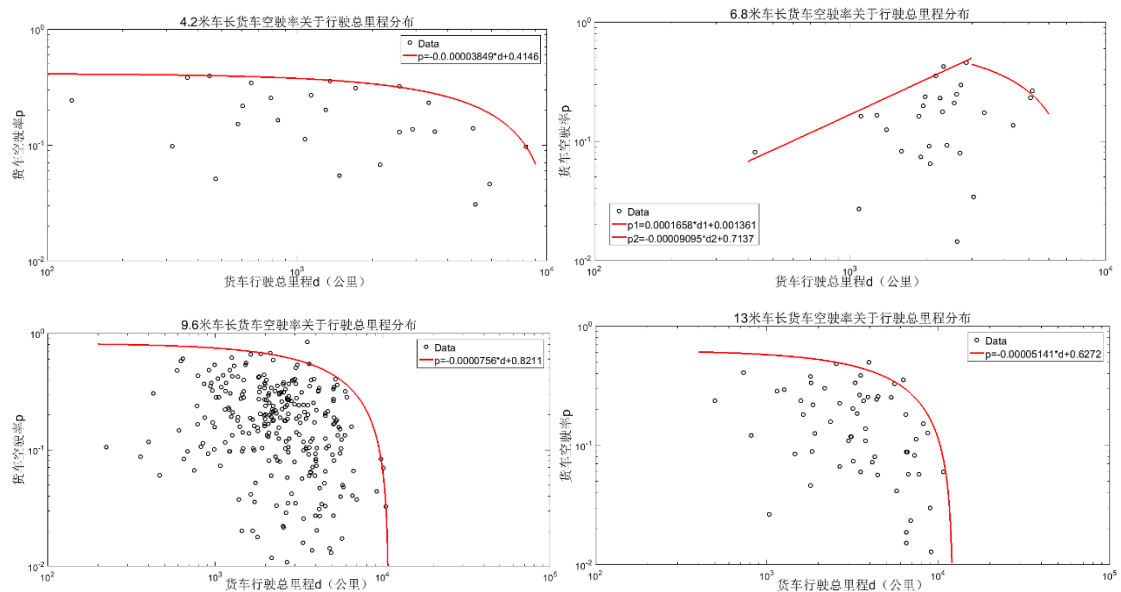 4.2米车长货车空驶率关于行驶总里程分布
10^0
10^-1
10^-2
货车空驶率p
Data
p=-0.0.00003849*d+0.4146
10^2
10^3
10^4
货车行驶总里程d（公里）
6.8米车长货车空驶率关于行驶总里程分布
10^0
10^-1
10^-2
货车空驶率p
Data
p1=0.0001658*d1+0.001361
p2=-0.00009095*d2+0.7137
10^2
10^3
10^4
货车行驶总里程d（公里）
9.6米车长货车空驶率关于行驶总里程分布
10^0
10^-1
10^-2
货车空驶率p
Data
p=-0.0000756*d+0.8211
10^2
10^3
10^4
10^5
货车行驶总里程d（公里）
13米车长货车空驶率关于行驶总里程分布
10^0
10^-1
10^-2
货车空驶率p
Data
p=-0.00005141*d+0.6272
10^2
10^3
10^4
10^5
货车行驶总里程d（公里）